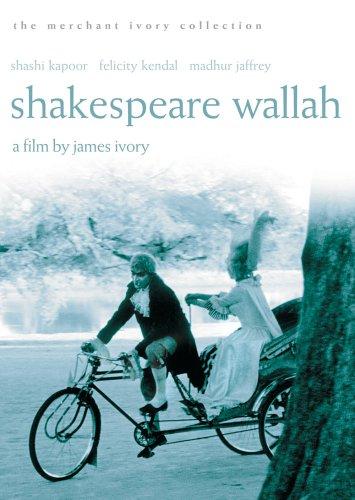 the merchant ivory collection
shashi kapoor felicity kendal madhur jaffrey
shakespeare wallah
a film by james ivory